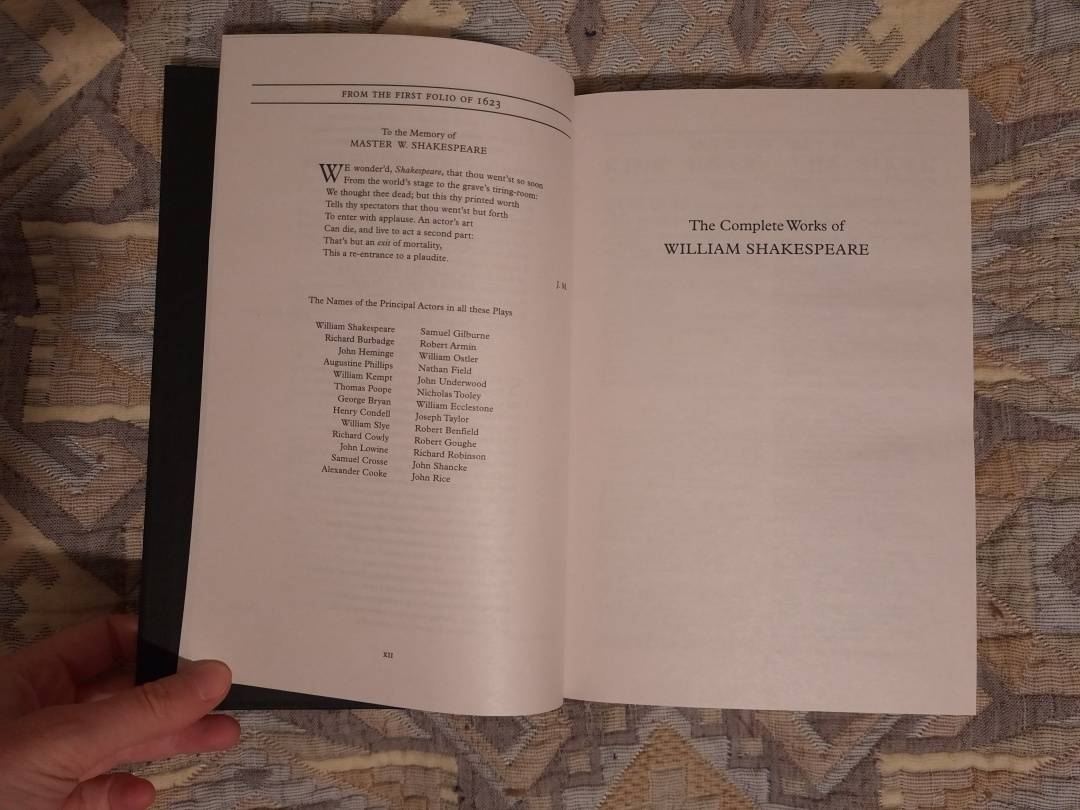 FROM THE FIRST FOLIO OF 1623
To the Memory of
MASTER W. SHAKESPEARE
WE wonder'd, Shakespeare, that thou went'st so soon
From the world's stage to the grave's tiring-room:
We thought thee dead; but this thy printed worth
Tells thy spectators that thou went'st but forth
To enter with applause. An actor's art
Can die, and live to act a second part:
That's but an exit of mortality,
This a re-entrance to a plaudite.
J. M.
The Names of the Principal Actors in all these Plays
William Shakespeare
Richard Burbadge
John Heminge
Augustine Phillips
William Kempt
Thomas Poope
George Bryan
Henry Condell
William Slye
Richard Cowly
John Lowine
Samuel Crosse
Alexander Cooke
Samuel Gilburne
Robert Armin
William Ostler
Nathan Field
John Underwood
Nicholas Tooley
William Ecclestone
Joseph Taylor
Robert Benfield
Robert Goughe
Richard Robinson
John Shancke
John Rice
XII
The Complete Works of
WILLIAM SHAKESPEARE